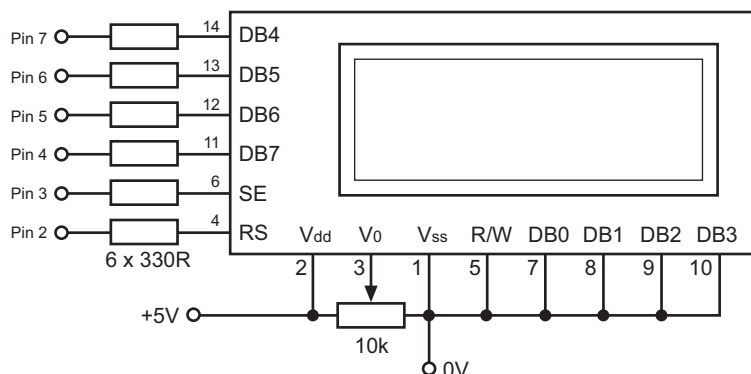 Pin 7 14 DB4
Pin 6 13 DB5
Pin 5 12 DB6
Pin 4 11 DB7
Pin 3 6 SE
Pin 2 4 RS
6 x 330R
Vdd V0 Vss R/W DB0 DB1 DB2 DB3
2 3 1 5 7 8 9 10
+5V
10k
0V